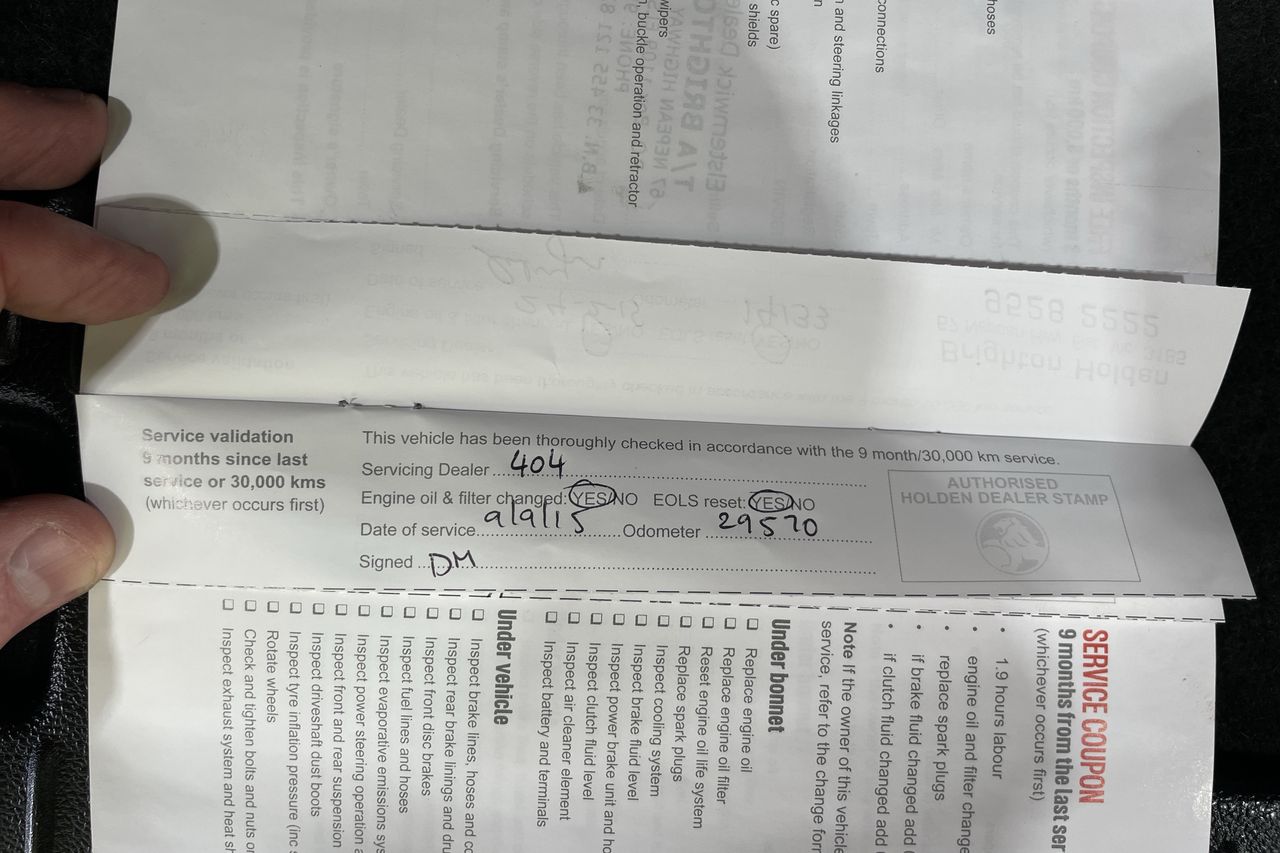 hoses
connections
n and steering linkages
c spare)
shields
wipers
n, buckle operation and retractor
Service validation
9 months since last
service or 30,000 kms
(whichever occurs first)
This vehicle has been thoroughly checked in accordance with the 9 month/30,000 km service.
Servicing Dealer 404
Engine oil & filter changed: YES/NO EOLS reset: YES/NO
Date of service 9/9/15 Odometer 29570
Signed DM
AUTHORISED
HOLDEN DEALER STAMP
SERVICE COUPON
9 months from the last ser
(whichever occurs first)
• 1.9 hours labour
• engine oil and filter change
• replace spark plugs
• if brake fluid changed add
• if clutch fluid changed add
Note If the owner of this vehicle
service, refer to the change form
Under bonnet
❑ Replace engine oil
❑ Replace engine oil filter
❑ Reset engine oil life system
❑ Replace spark plugs
❑ Inspect cooling system
❑ Inspect brake fluid level
❑ Inspect power brake unit and ho
❑ Inspect clutch fluid level
❑ Inspect air cleaner element
❑ Inspect battery and terminals
Under vehicle
❑ Inspect brake lines, hoses and co
❑ Inspect rear brake linings and dru
❑ Inspect front disc brakes
❑ Inspect fuel lines and hoses
❑ Inspect evaporative emissions sys
❑ Inspect power steering operation a
❑ Inspect front and rear suspension
❑ Inspect driveshaft dust boots
❑ Inspect tyre inflation pressure (inc s
❑ Rotate wheels
❑ Check and tighten bolts and nuts o
❑ Inspect exhaust system and heat sh